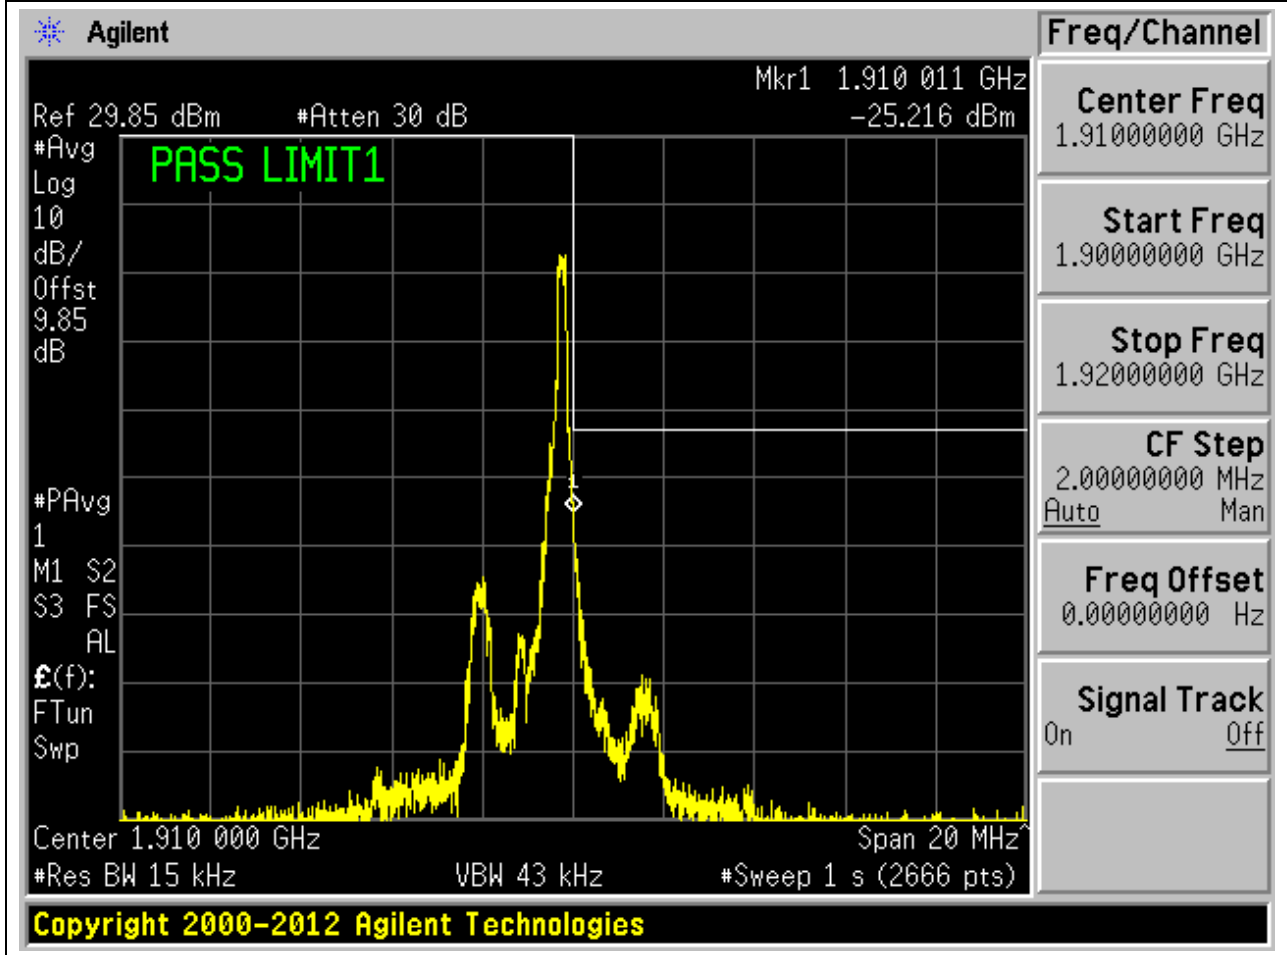 Agilent
Freq/Channel
Mkr1 1.910 011 GHz
Ref 29.85 dBm #Atten 30 dB -25.216 dBm
#Avg
Log
10
dB/
Offst
9.85
dB
PASS LIMIT1
1
#PAvg
1
M1 S2
S3 FS
AL
£(f):
FTun
Swp
Center 1.910 000 GHz Span 20 MHz^
#Res BW 15 kHz VBW 43 kHz #Sweep 1 s (2666 pts)
Copyright 2000-2012 Agilent Technologies
Center Freq
1.91000000 GHz
Start Freq
1.90000000 GHz
Stop Freq
1.92000000 GHz
CF Step
2.00000000 MHz
Auto Man
Freq Offset
0.00000000 Hz
Signal Track
On Off